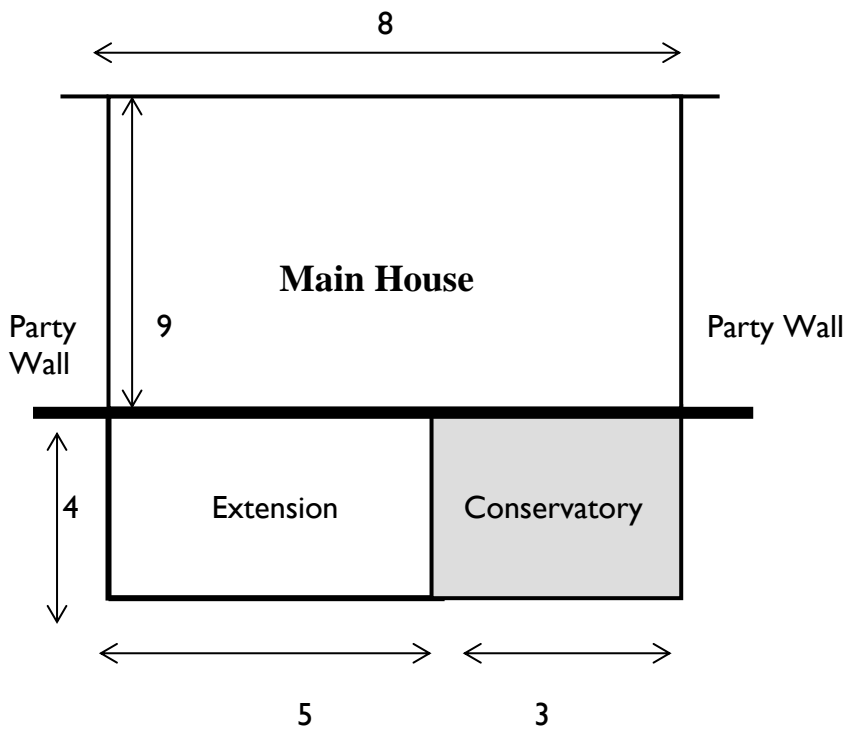 8
Main House
Party
Wall
9
Party Wall
4
Extension
Conservatory
5
3